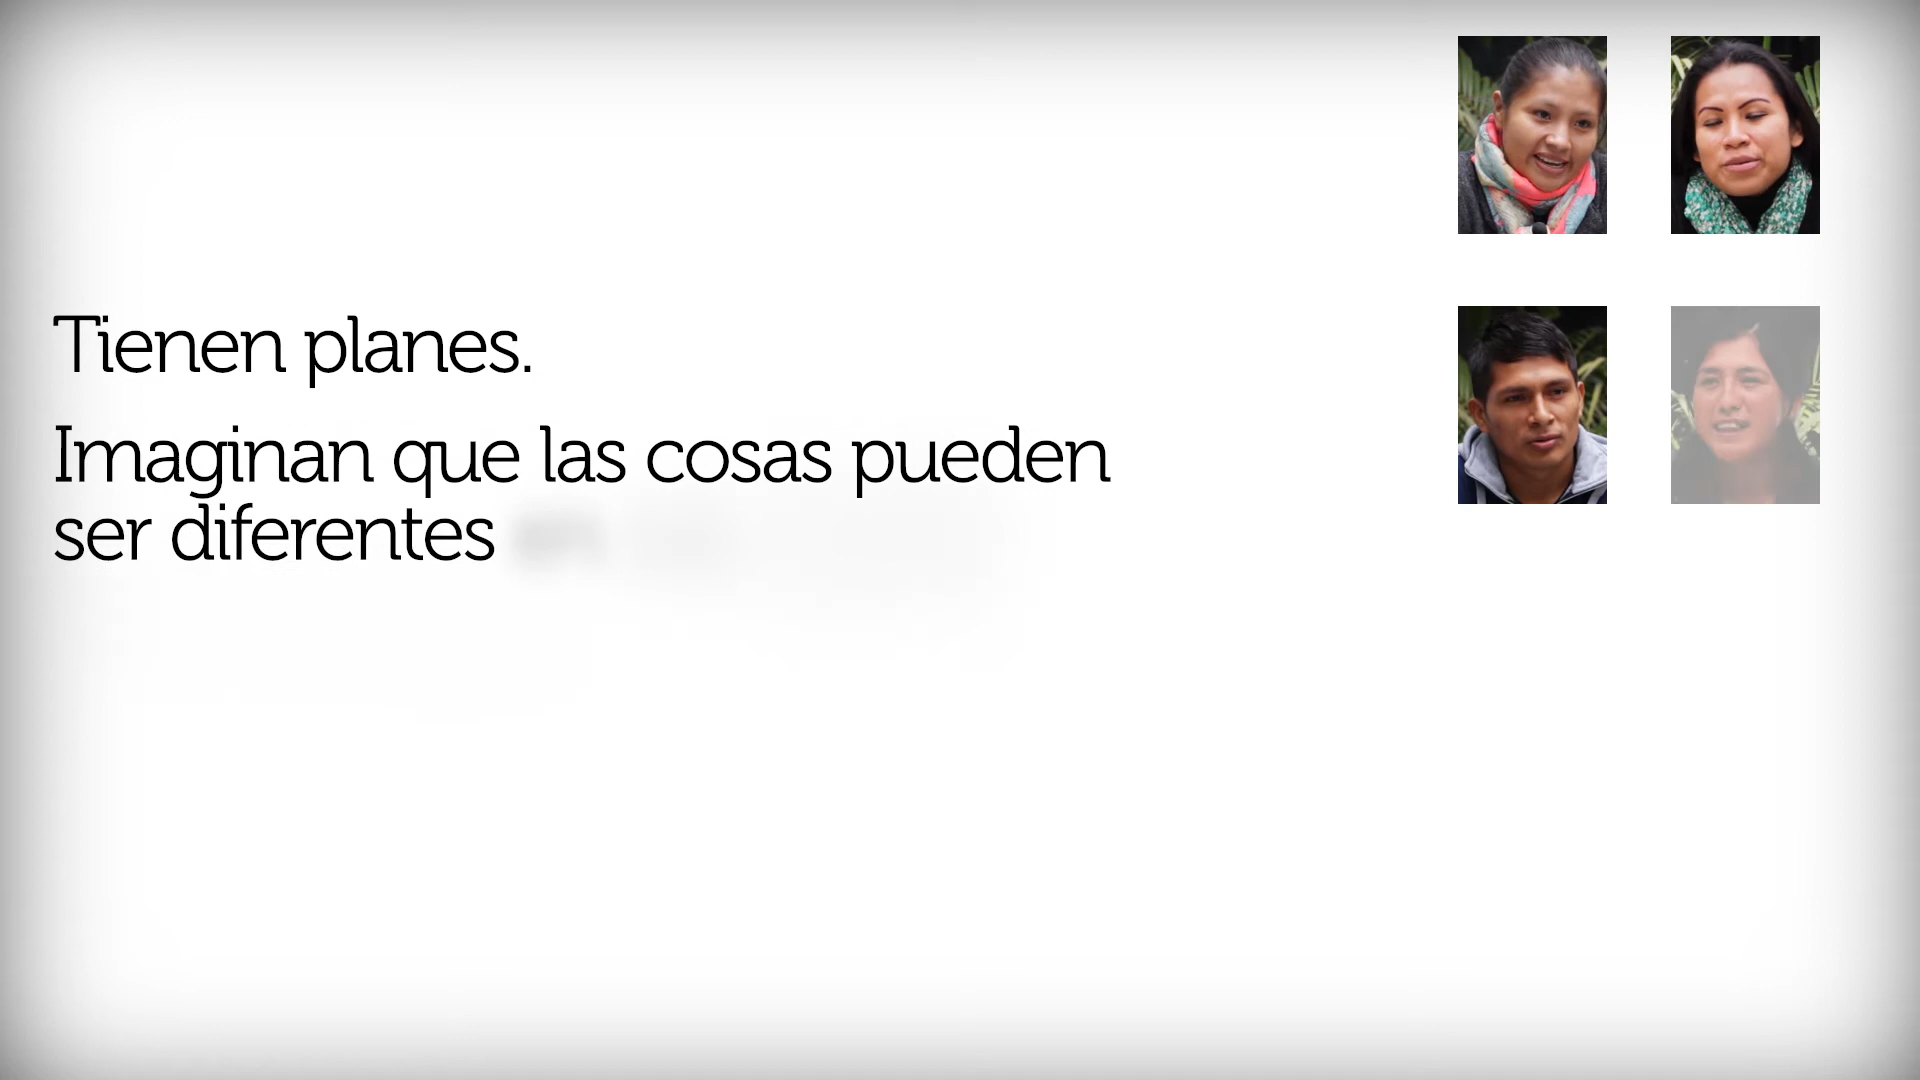 Tienen planes.
Imaginan que las cosas pueden
ser diferentes